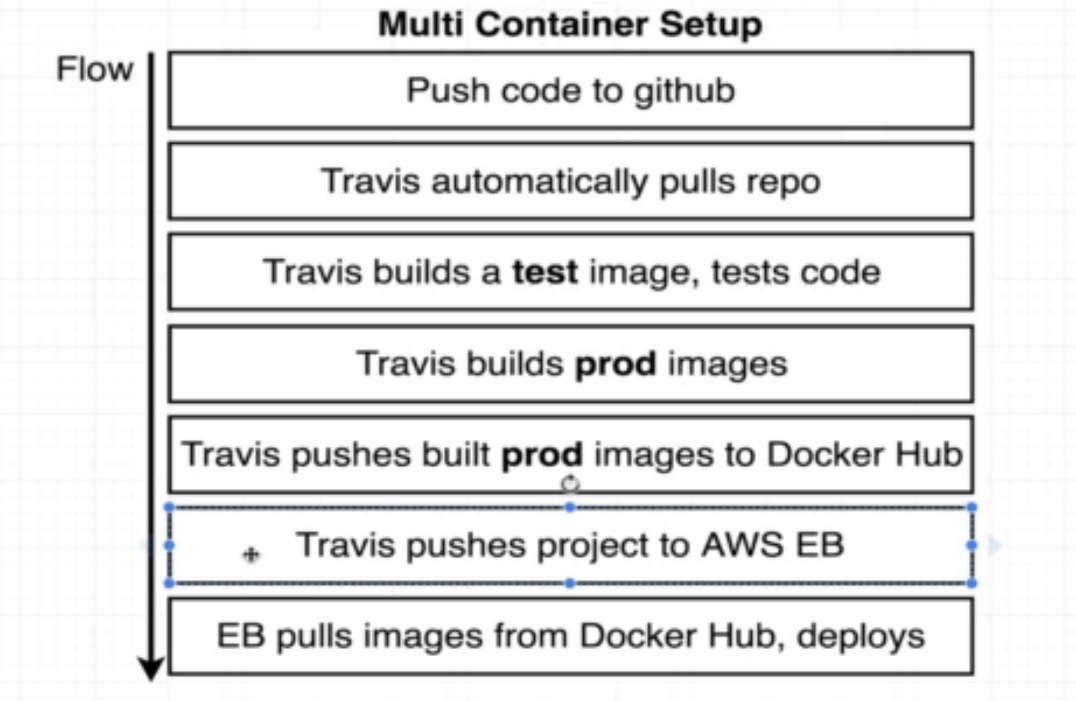 Multi Container Setup
Flow
Push code to github
Travis automatically pulls repo
Travis builds a test image, tests code
Travis builds prod images
Travis pushes built prod images to Docker Hub
Travis pushes project to AWS EB
EB pulls images from Docker Hub, deploys